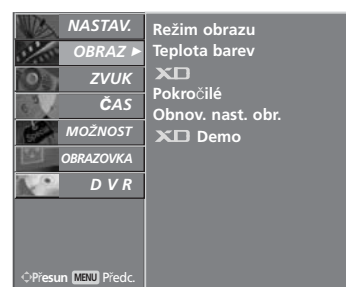 NASTAV.
OBRAZ ►
ZVUK
ČAS
MOŽNOST
OBRAZOVKA
D V R
Přesun MENU Předc.
Režim obrazu
Teplota barev
XD
Pokročilé
Obnov. nast. obr.
XD Demo